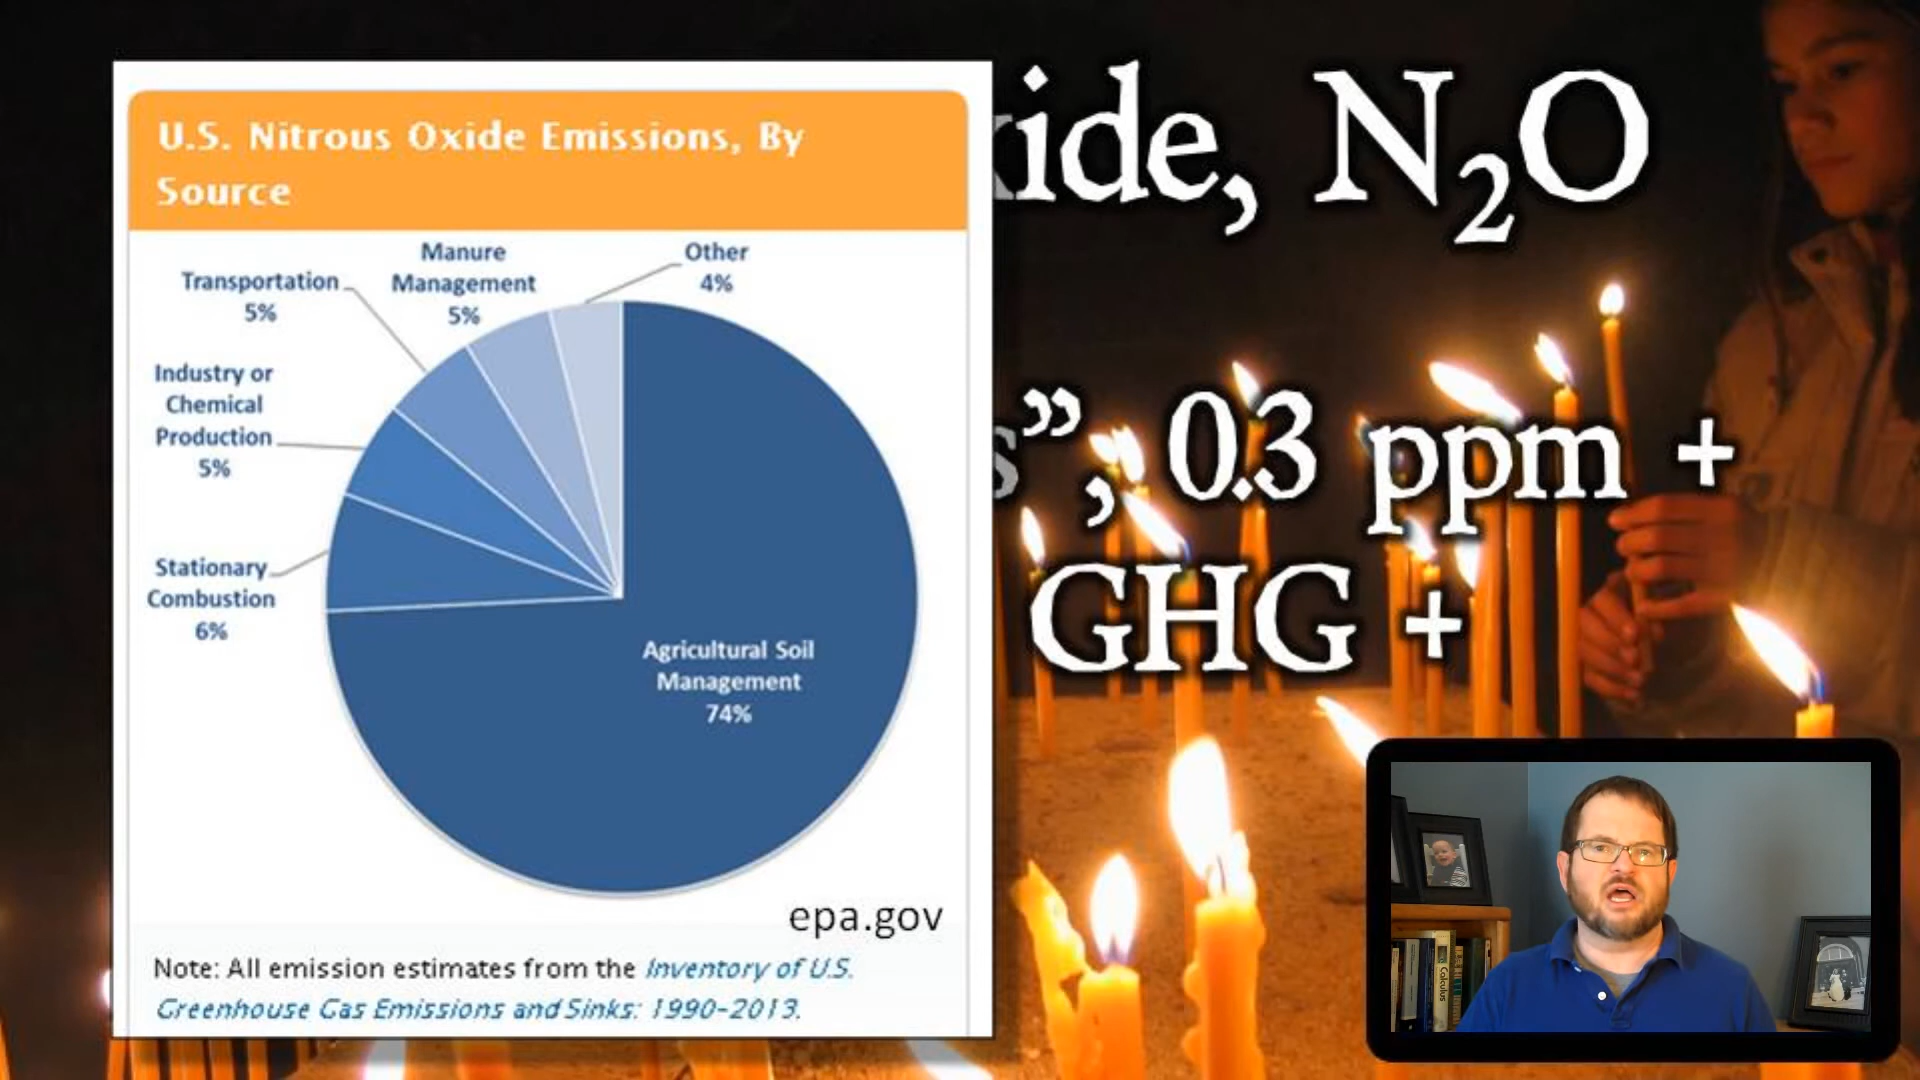 U.S. Nitrous Oxide Emissions, By
Source
Manure
Management
5%
Other
4%
Transportation
5%
Industry or
Chemical
Production
5%
Stationary
Combustion
6%
Agricultural Soil
Management
74%
epa.gov
Note: All emission estimates from the Inventory of U.S.
Greenhouse Gas Emissions and Sinks: 1990-2013.
ide, N₂O
s”, 0.3 ppm +
GHG +
Calculus